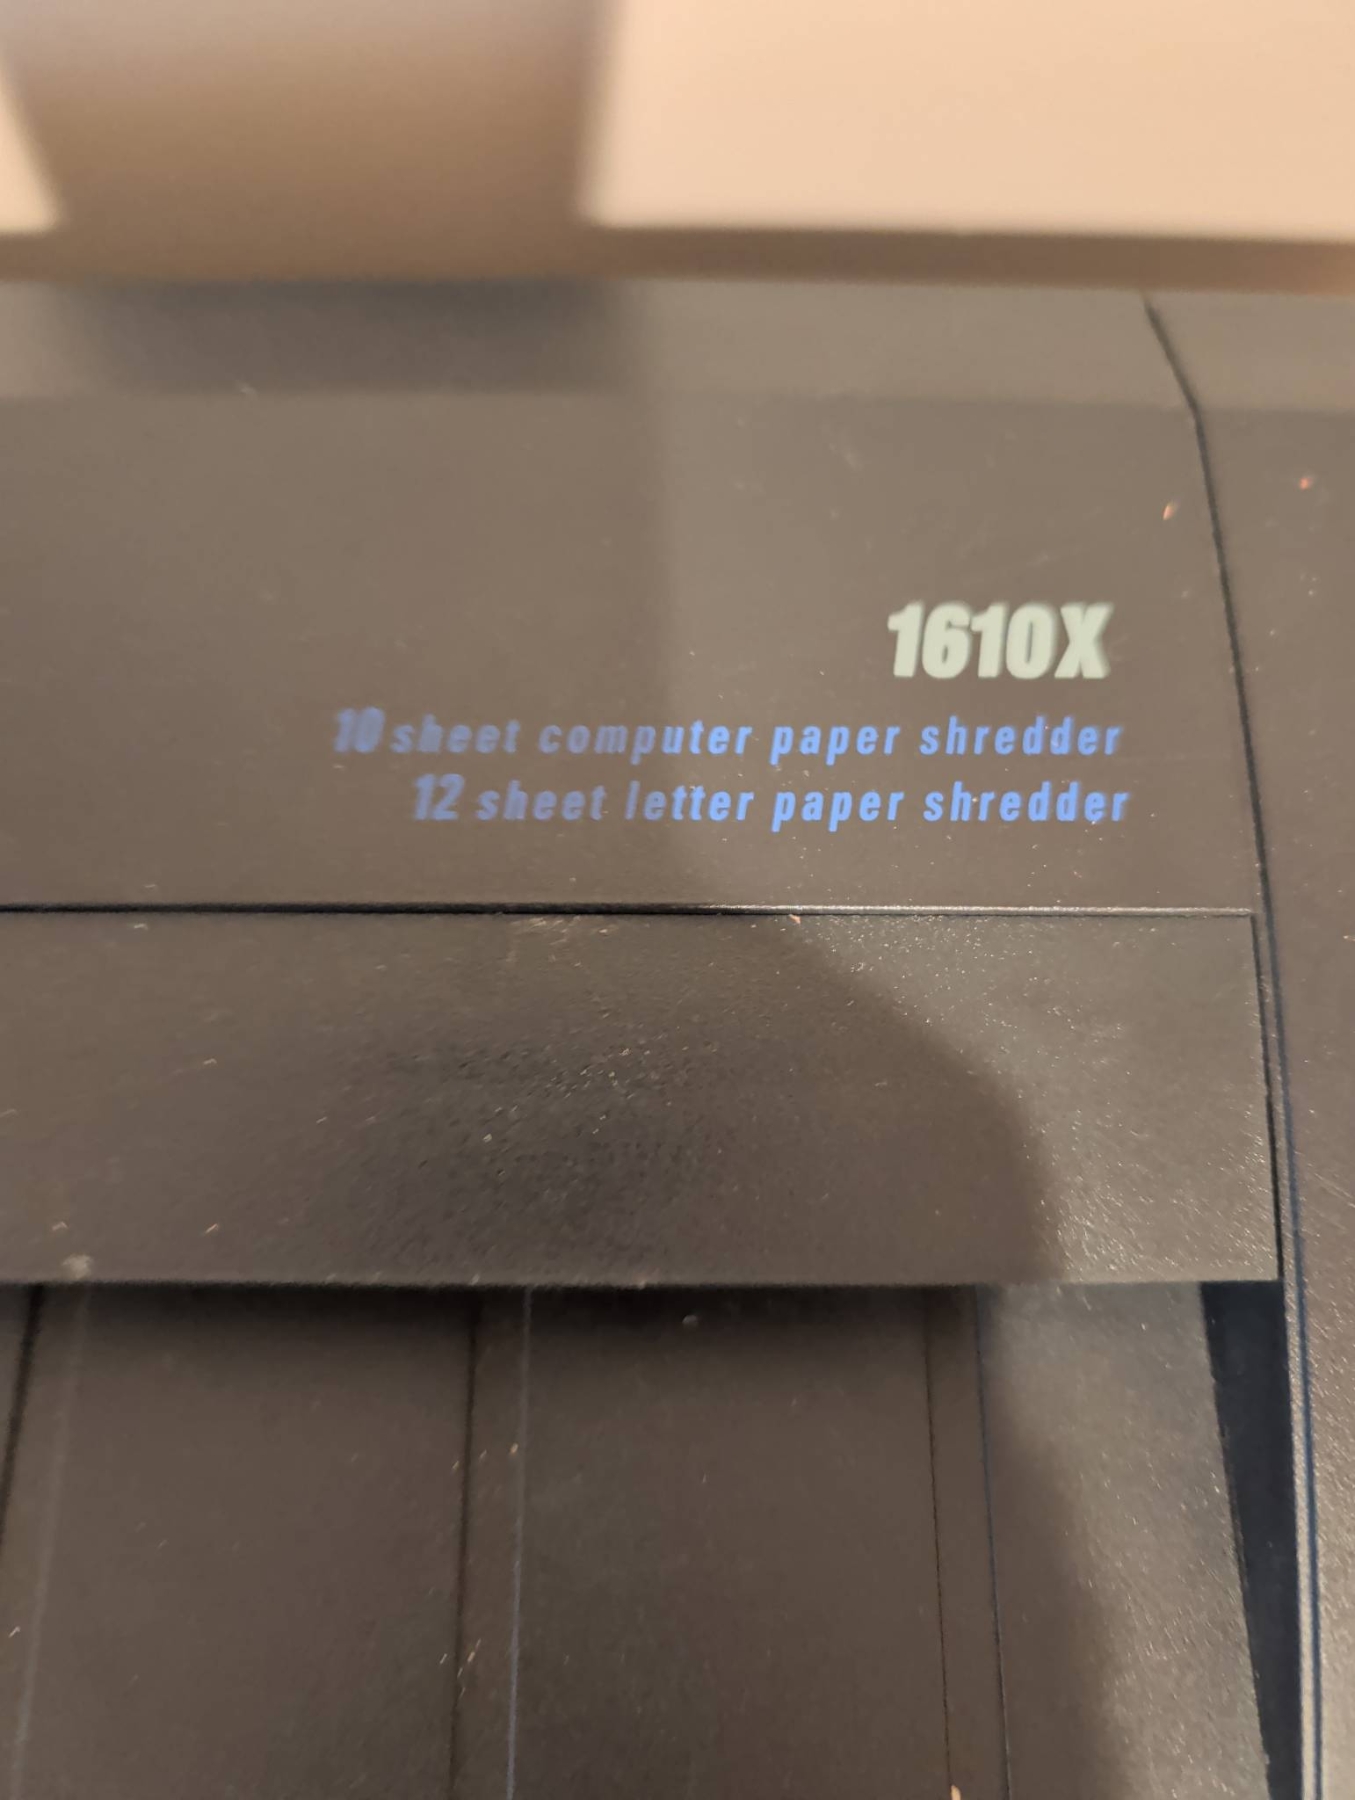 1610X
10 sheet computer paper shredder
12 sheet letter paper shredder